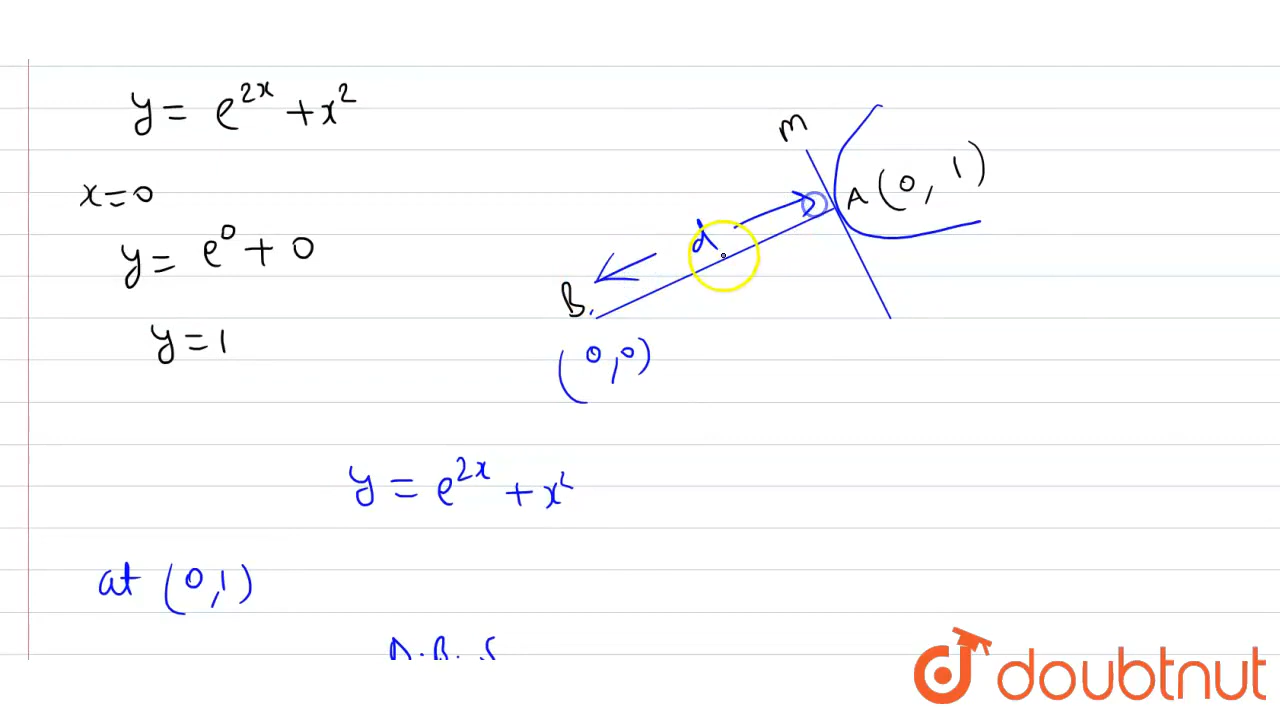 y = e^{2x} + x^2
x = 0
y = e^0 + 0
y = 1
m
A (0, 1)
d
B.
(0, 0)
y = e^{2x} + x^2
at (0, 1)
doubtnut